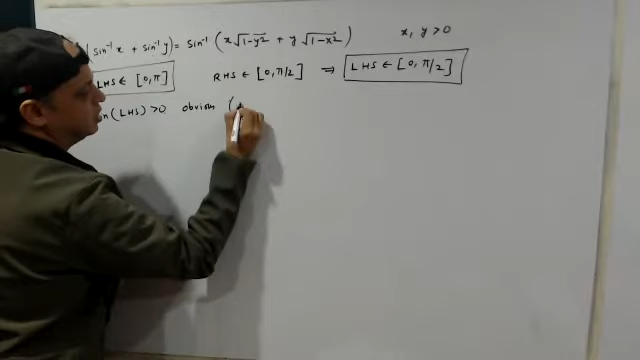 (sin⁻¹x + sin⁻¹y) = sin⁻¹(x√1-y² + y√1-x²) x, y > 0
LHS ∈ [0, π] RHS ∈ [0, π/2] ⇒ LHS ∈ [0, π/2]
(LHS) > 0 obvious (